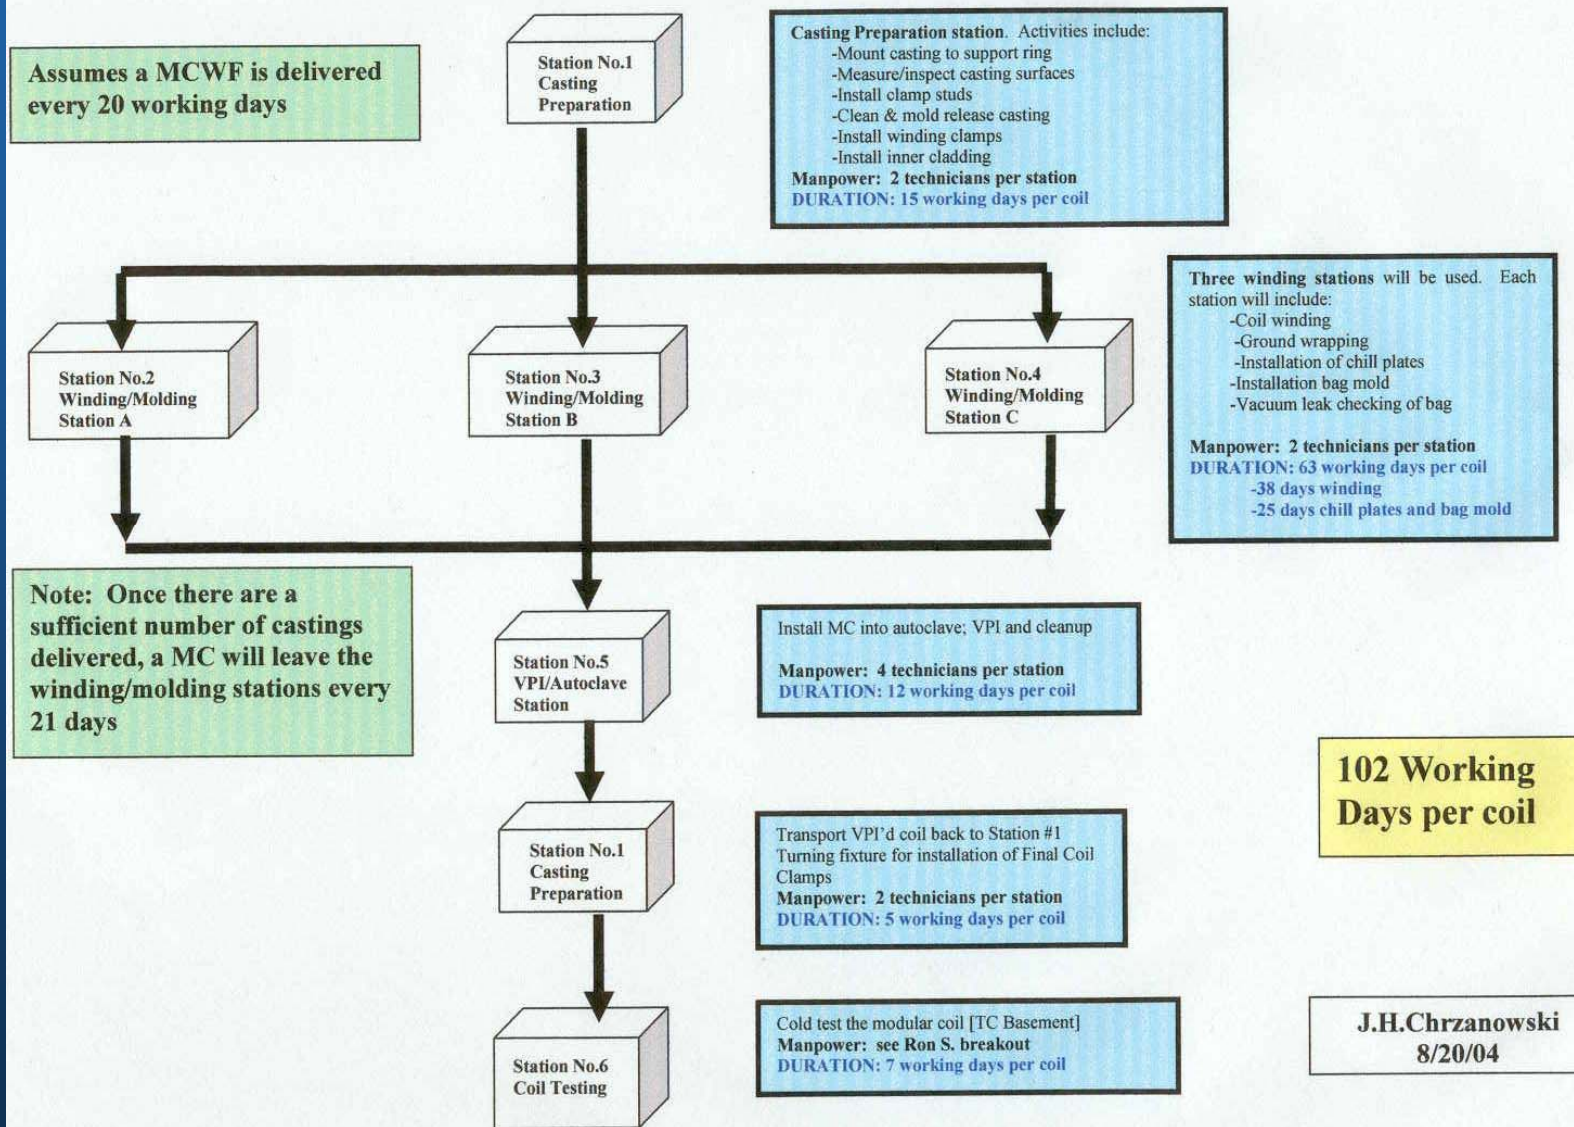 Assumes a MCWF is delivered
every 20 working days
Station No.1
Casting
Preparation
Casting Preparation station. Activities include:
-Mount casting to support ring
-Measure/inspect casting surfaces
-Install clamp studs
-Clean & mold release casting
-Install winding clamps
-Install inner cladding
Manpower: 2 technicians per station
DURATION: 15 working days per coil
Three winding stations will be used. Each
station will include:
-Coil winding
-Ground wrapping
-Installation of chill plates
-Installation bag mold
-Vacuum leak checking of bag
Manpower: 2 technicians per station
DURATION: 63 working days per coil
-38 days winding
-25 days chill plates and bag mold
Station No.2
Winding/Molding
Station A
Station No.3
Winding/Molding
Station B
Station No.4
Winding/Molding
Station C
Note: Once there are a
sufficient number of castings
delivered, a MC will leave the
winding/molding stations every
21 days
Station No.5
VPI/Autoclave
Station
Install MC into autoclave; VPI and cleanup
Manpower: 4 technicians per station
DURATION: 12 working days per coil
102 Working
Days per coil
Station No.1
Casting
Preparation
Transport VPI'd coil back to Station #1
Turning fixture for installation of Final Coil
Clamps
Manpower: 2 technicians per station
DURATION: 5 working days per coil
Station No.6
Coil Testing
Cold test the modular coil [TC Basement]
Manpower: see Ron S. breakout
DURATION: 7 working days per coil
J.H.Chrzanowski
8/20/04